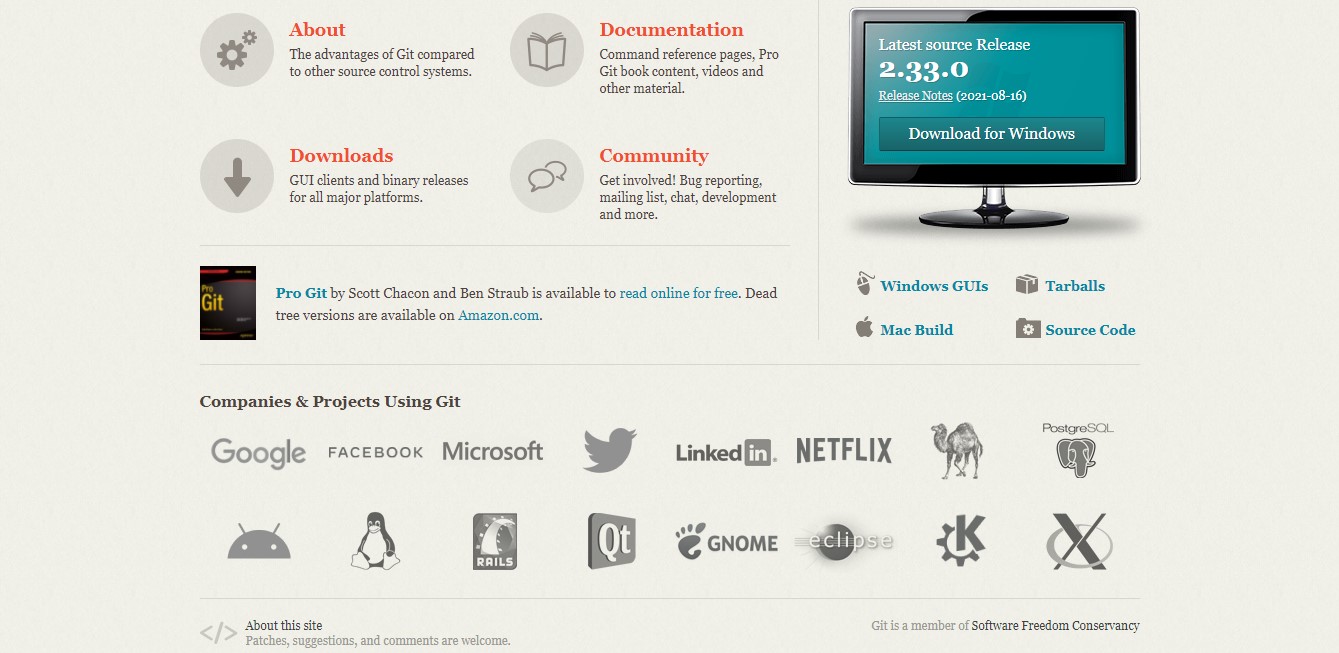 About
The advantages of Git compared
to other source control systems.
Documentation
Command reference pages, Pro
Git book content, videos and
other material.
Downloads
GUI clients and binary releases
for all major platforms.
Community
Get involved! Bug reporting,
mailing list, chat, development
and more.
Pro
Git
Pro Git by Scott Chacon and Ben Straub is available to read online for free. Dead
tree versions are available on Amazon.com.
Latest source Release
2.33.0
Release Notes (2021-08-16)
Download for Windows
Windows GUIs
Tarballs
Mac Build
Source Code
Companies & Projects Using Git
Google
FACEBOOK
Microsoft
Linked in
NETFLIX
PostgreSQL
RAILS
Qt
GNOME
eclipse
K
X
</> About this site
Patches, suggestions, and comments are welcome.
Git is a member of Software Freedom Conservancy